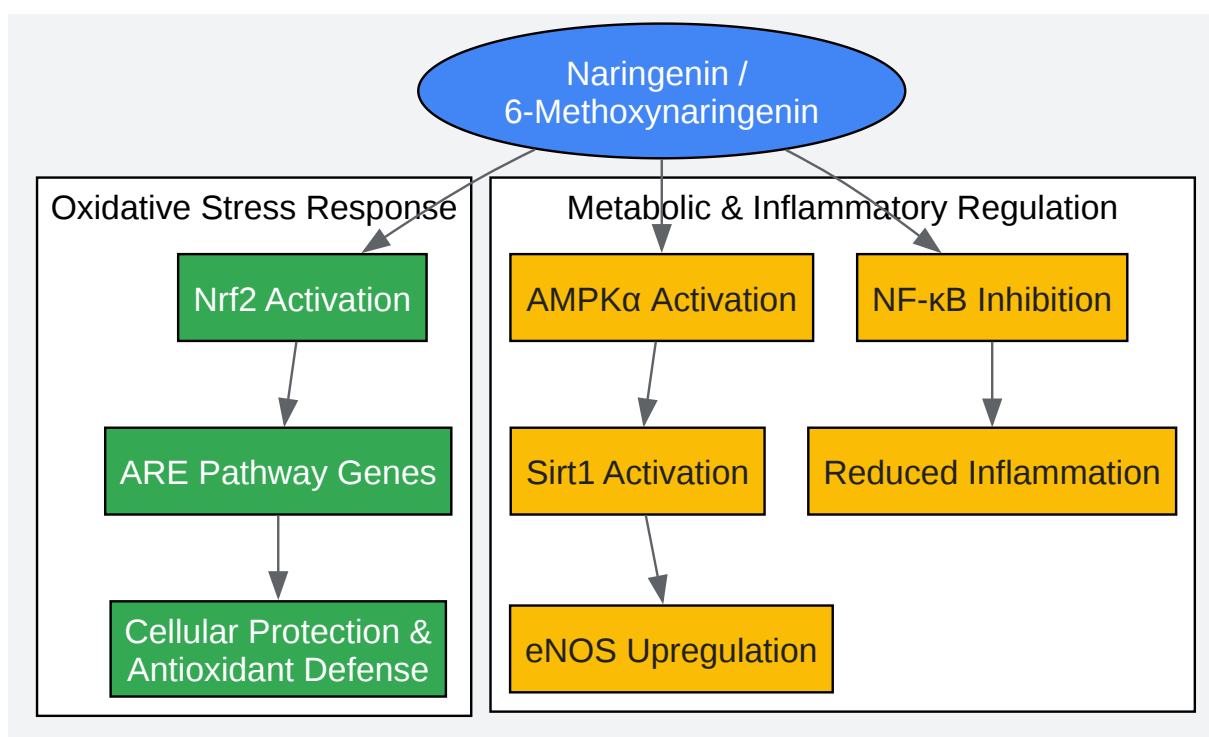 Naringenin /
6-Methoxynaringenin
Oxidative Stress Response
Nrf2 Activation
ARE Pathway Genes
Cellular Protection &
Antioxidant Defense
Metabolic & Inflammatory Regulation
AMPKα Activation
NF-κB Inhibition
Sirt1 Activation
Reduced Inflammation
eNOS Upregulation